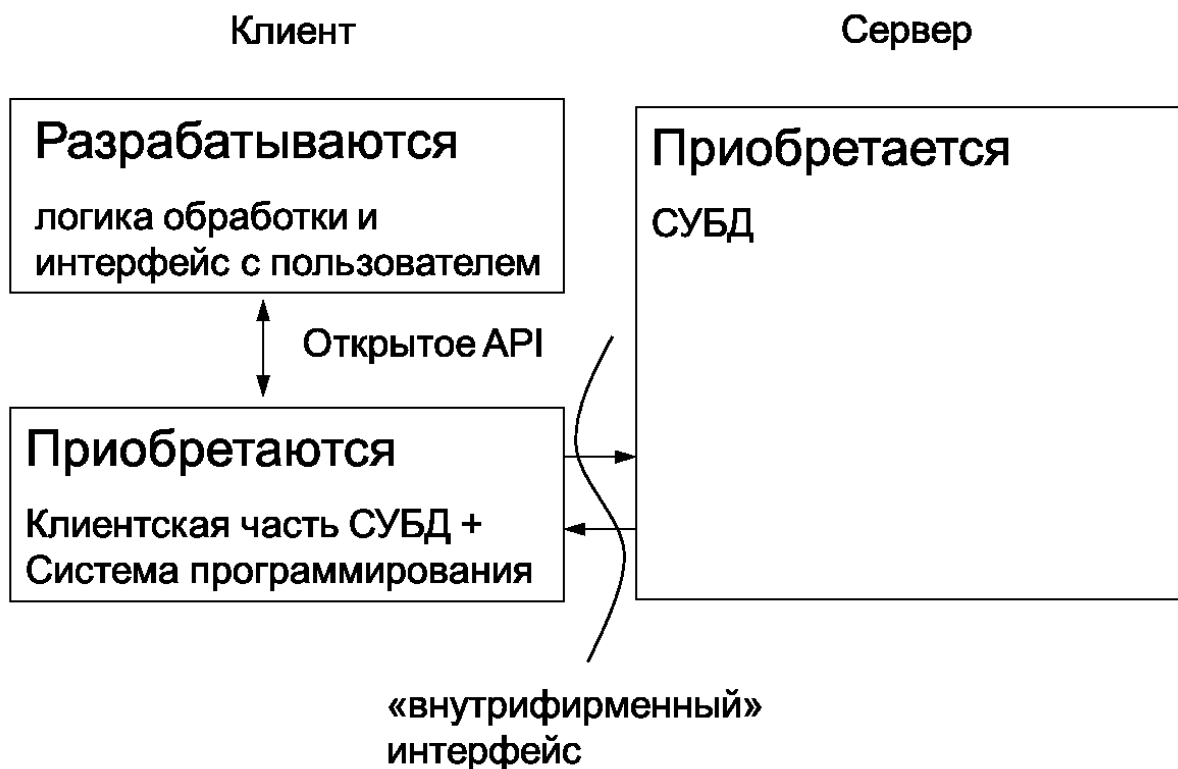 Клиент
Сервер
Разрабатываются
логика обработки и
интерфейс с пользователем
Открытое API
Приобретаются
Клиентская часть СУБД +
Система программирования
Приобретается
СУБД
«внутрифирменный»
интерфейс